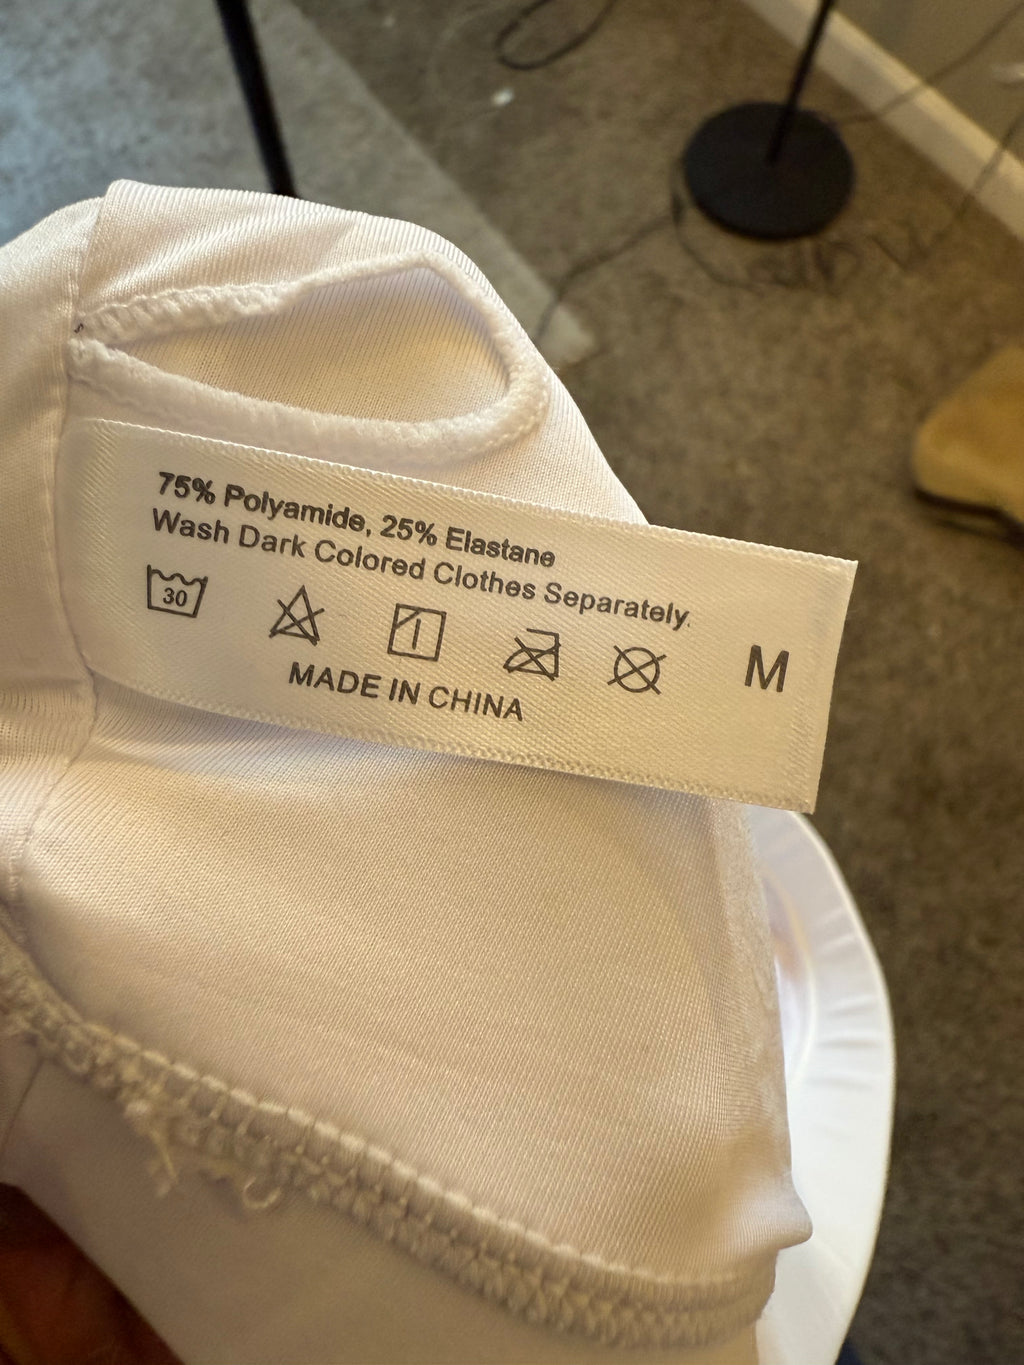 75% Polyamide, 25% Elastane
Wash Dark Colored Clothes Separately.
30
M
MADE IN CHINA